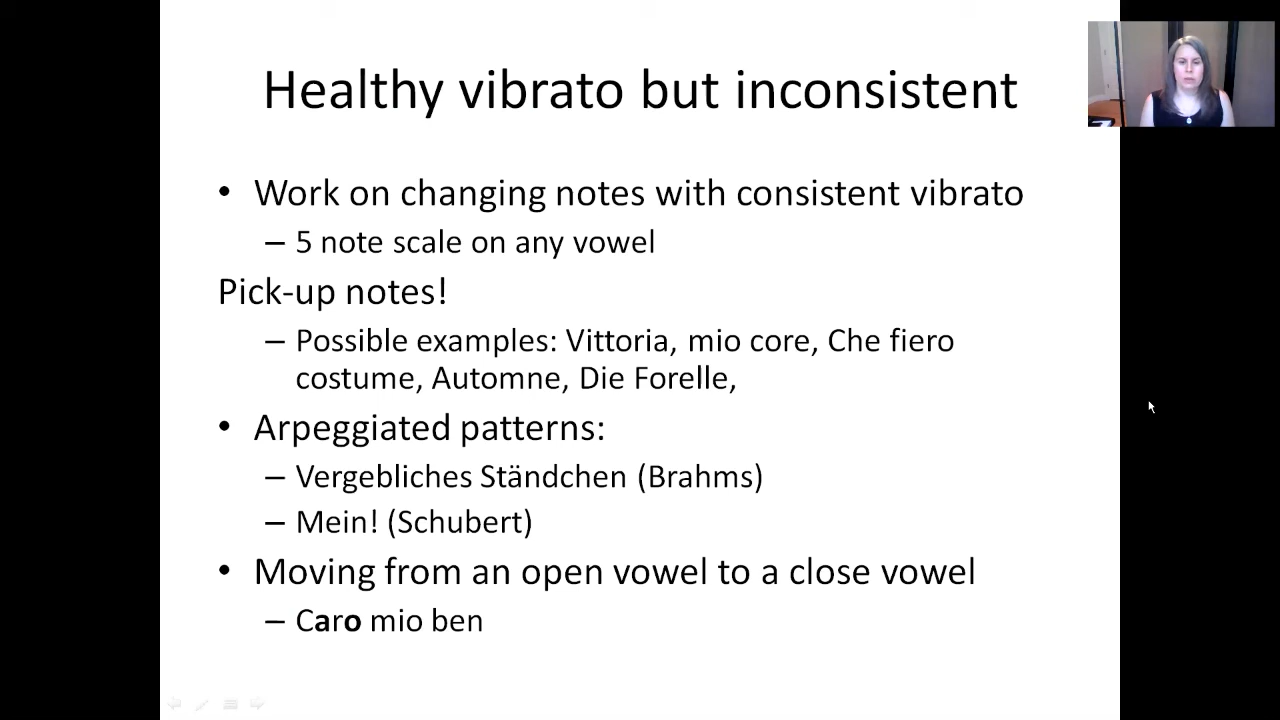 Healthy vibrato but inconsistent
• Work on changing notes with consistent vibrato
– 5 note scale on any vowel
Pick-up notes!
– Possible examples: Vittoria, mio core, Che fiero
costume, Automne, Die Forelle,
• Arpeggiated patterns:
– Vergebliches Ständchen (Brahms)
– Mein! (Schubert)
• Moving from an open vowel to a close vowel
– Caro mio ben